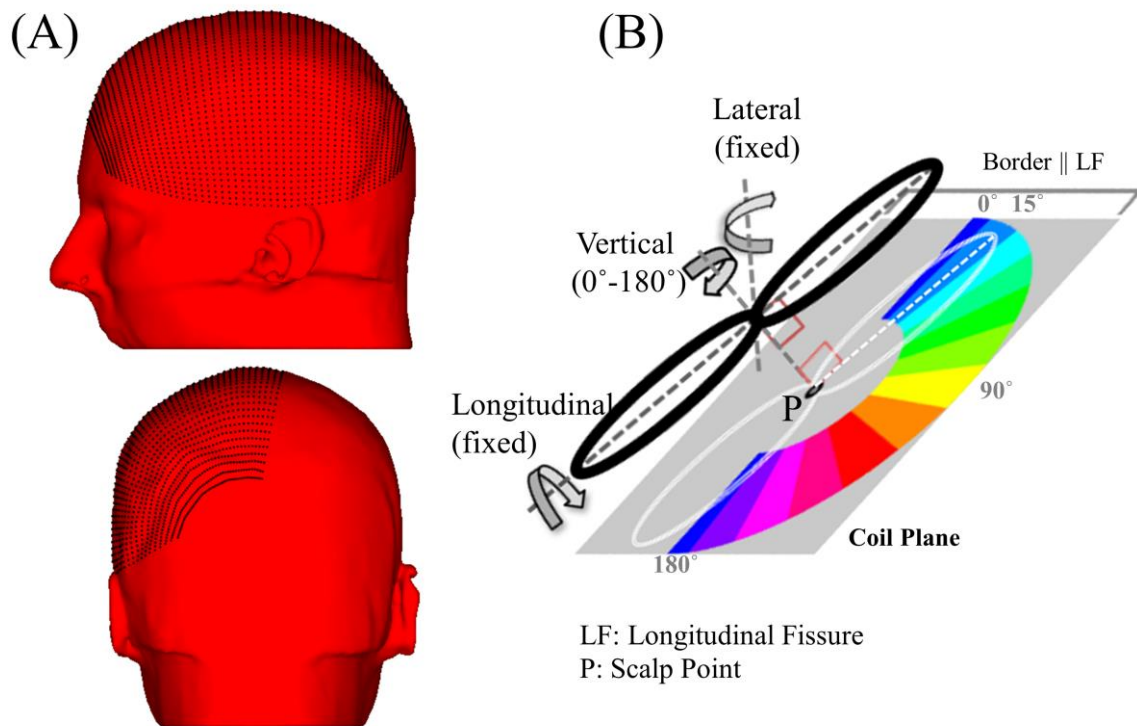 (A)
(B)
Lateral
(fixed)
Border || LF
0° 15°
Vertical
(0°-180°)
90°
P
Longitudinal
(fixed)
Coil Plane
180°
LF: Longitudinal Fissure
P: Scalp Point